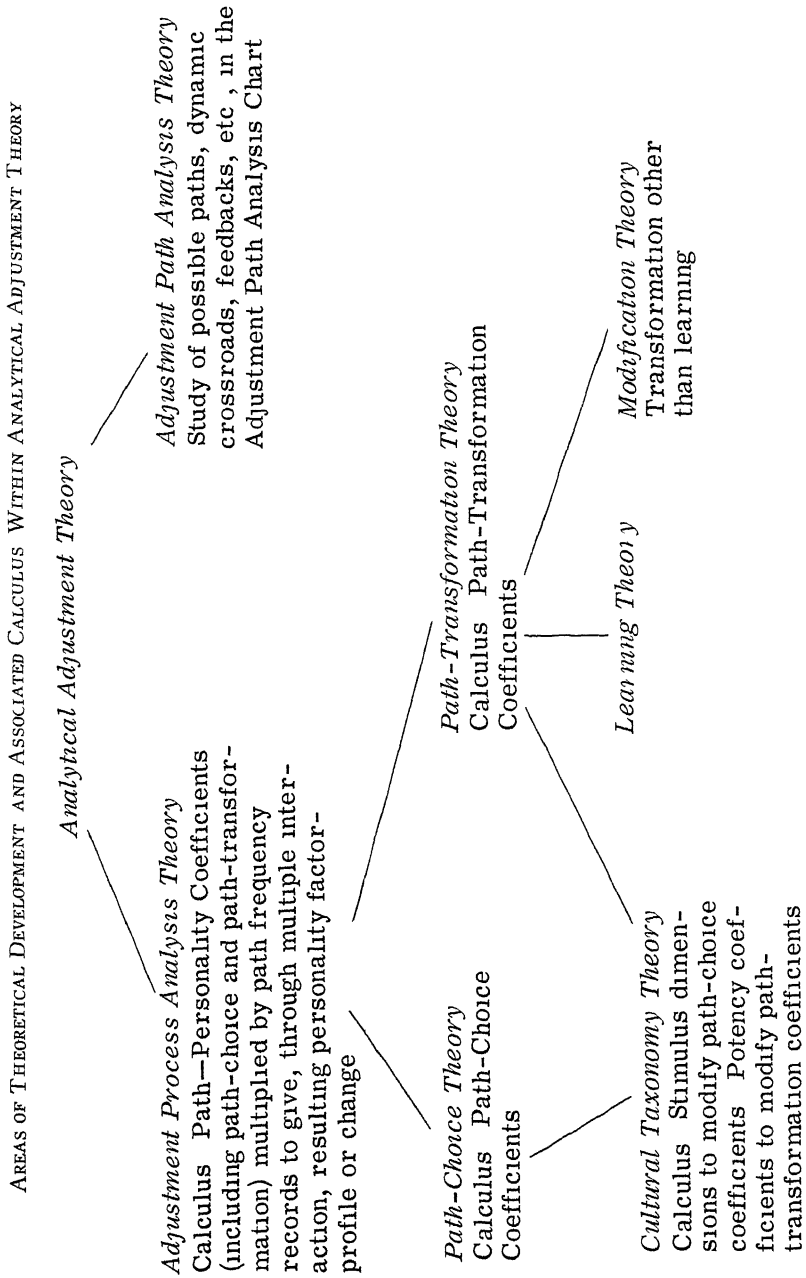 AREAS OF THEORETICAL DEVELOPMENT AND ASSOCIATED CALCULUS WITHIN ANALYTICAL ADJUSTMENT THEORY
Analytical Adjustment Theory
Adjustment Process Analysis Theory
Calculus Path—Personality Coefficients
(including path-choice and path-transfor-
mation) multiplied by path frequency
records to give, through multiple inter-
action, resulting personality factor-
profile or change
Adjustment Path Analysis Theory
Study of possible paths, dynamic
crossroads, feedbacks, etc , in the
Adjustment Path Analysis Chart
Path-Choice Theory
Calculus Path-Choice
Coefficients
Path-Transformation Theory
Calculus Path-Transformation
Coefficients
Cultural Taxonomy Theory
Calculus Stimulus dimen-
sions to modify path-choice
coefficients Potency coef-
ficients to modify path-
transformation coefficients
Learning Theory
Modification Theory
Transformation other
than learning